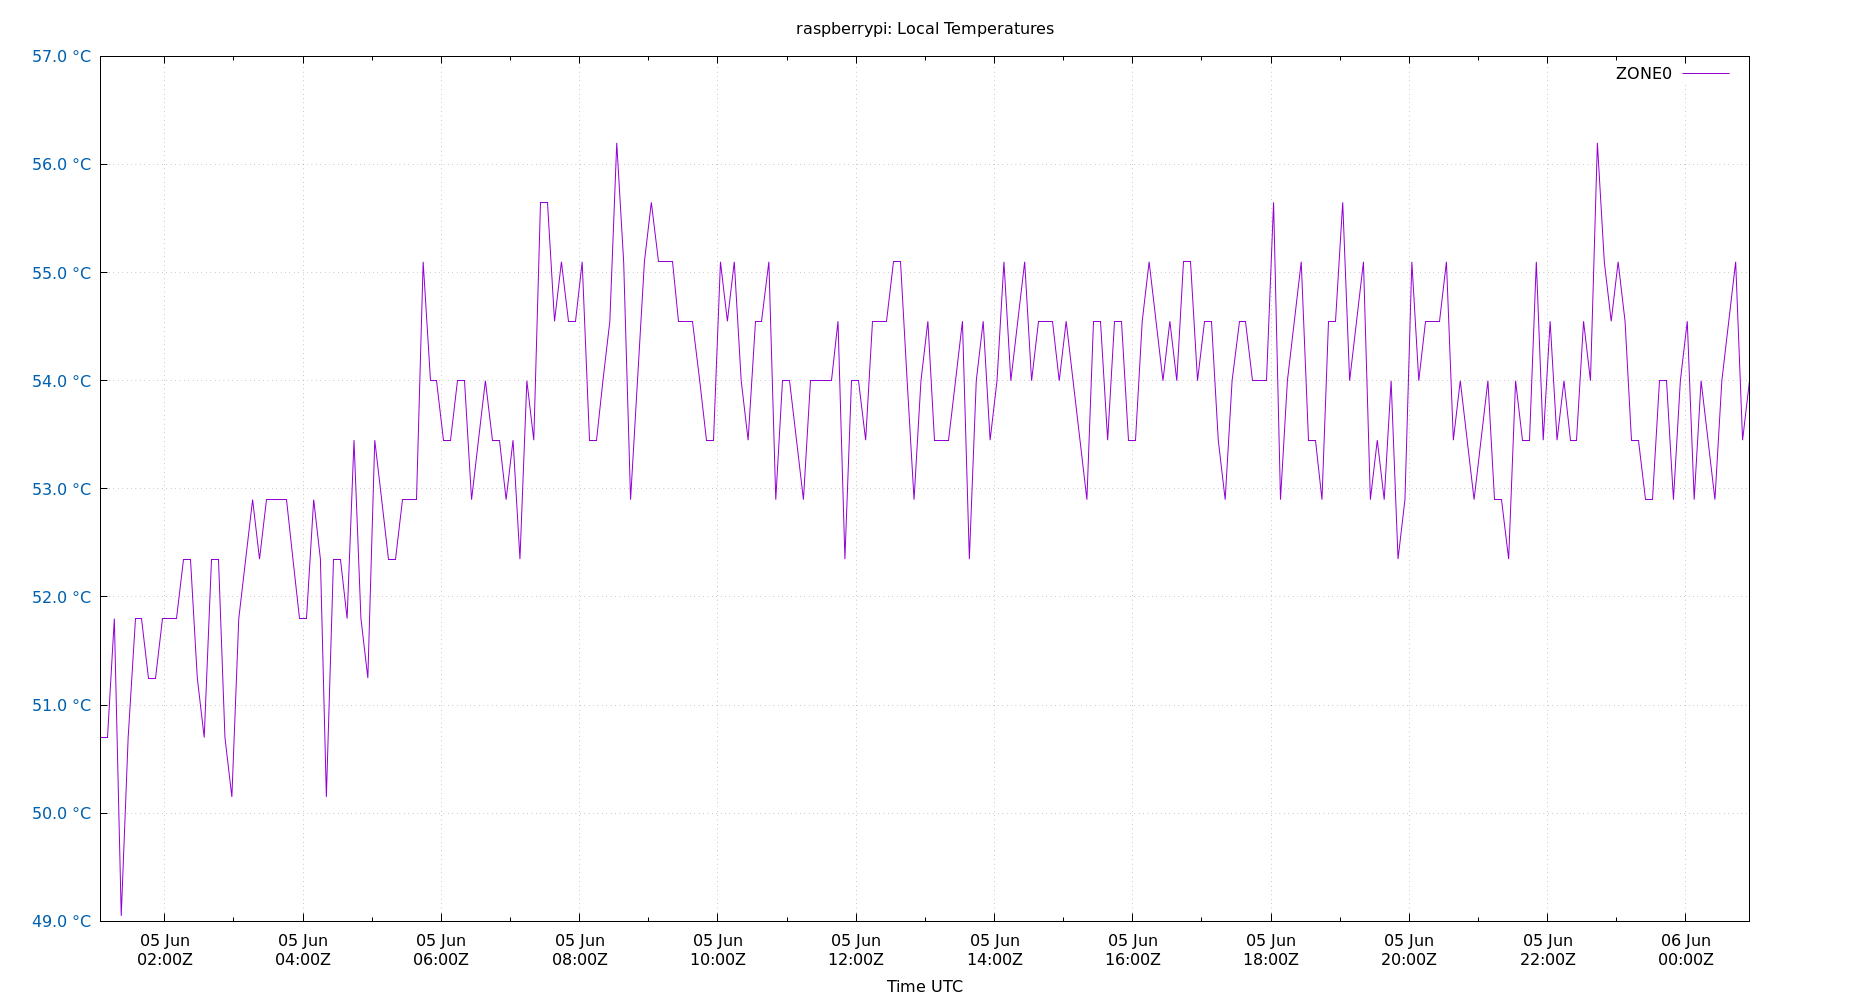 raspberrypi: Local Temperatures
57.0 °C
ZONE0
56.0 °C
55.0 °C
54.0 °C
53.0 °C
52.0 °C
51.0 °C
50.0 °C
49.0 °C
05 Jun 05 Jun 05 Jun 05 Jun 05 Jun 05 Jun 05 Jun 05 Jun 05 Jun 05 Jun 05 Jun 06 Jun
02:00Z 04:00Z 06:00Z 08:00Z 10:00Z 12:00Z 14:00Z 16:00Z 18:00Z 20:00Z 22:00Z 00:00Z
Time UTC